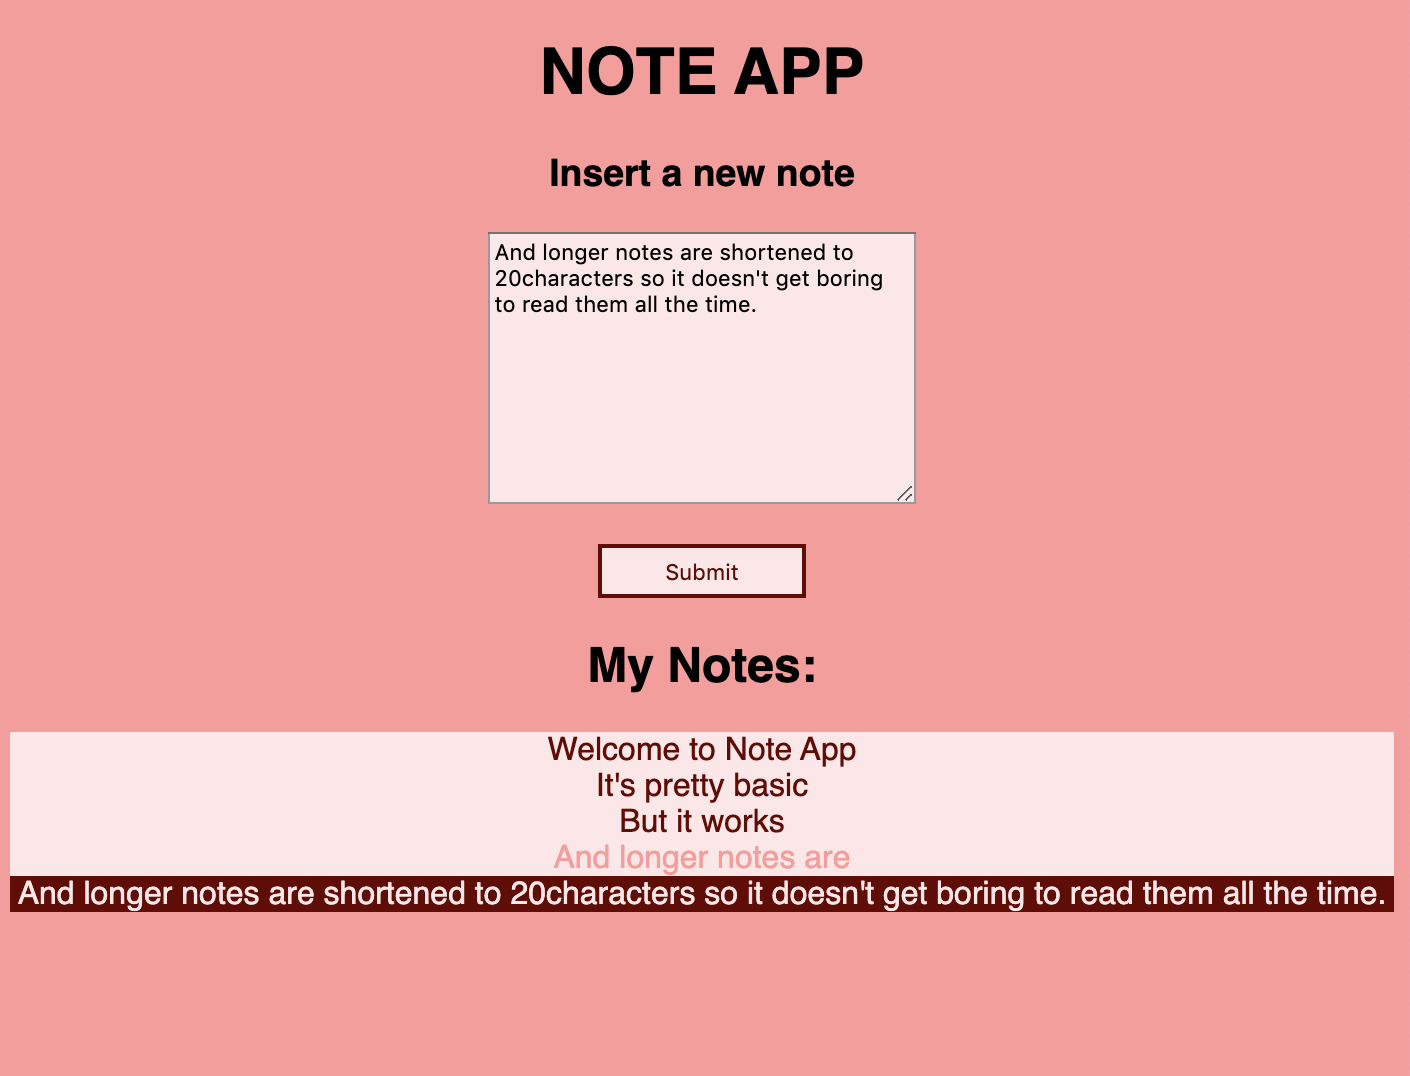 NOTE APP
Insert a new note
And longer notes are shortened to
20characters so it doesn't get boring
to read them all the time.
Submit
My Notes:
Welcome to Note App
It's pretty basic
But it works
And longer notes are
And longer notes are shortened to 20characters so it doesn't get boring to read them all the time.